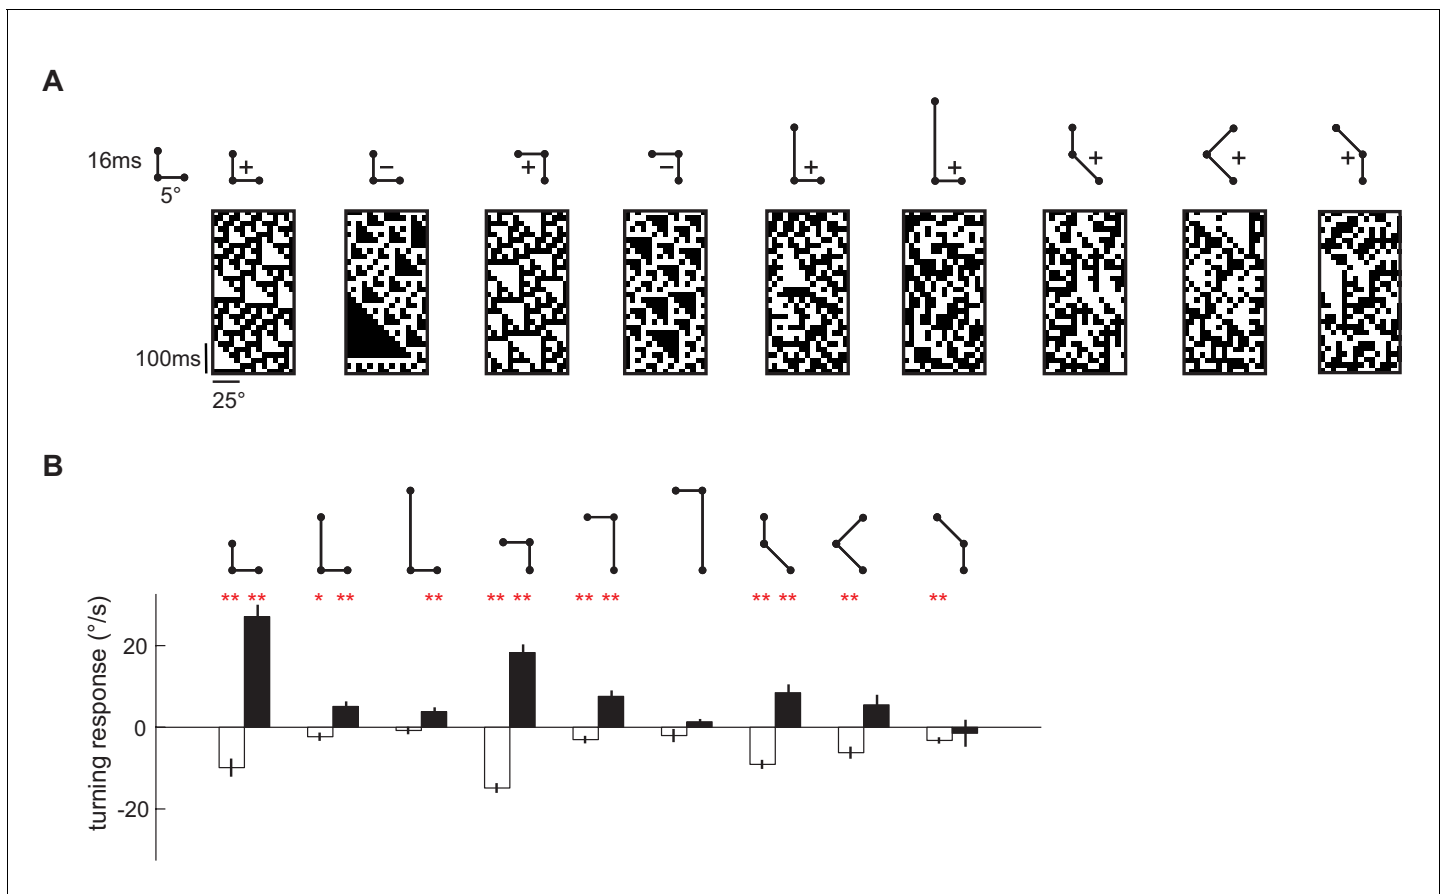 A
16ms
5°
+ − + − + + + + +
100ms
25°
B
** ** * ** ** ** ** ** ** ** ** ** **
turning response (°/s)
20
0
-20